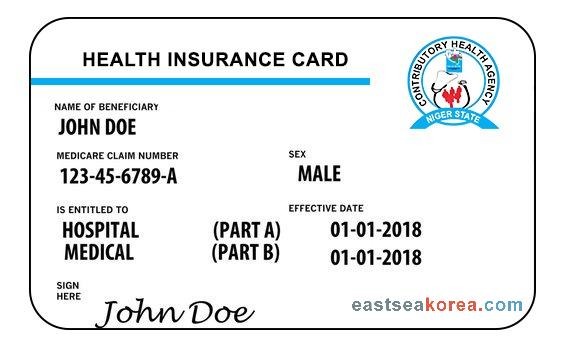 HEALTH INSURANCE CARD
CONTRIBUTORY HEALTH AGENCY
NIGER STATE
NAME OF BENEFICIARY
JOHN DOE
MEDICARE CLAIM NUMBER
123-45-6789-A
SEX
MALE
IS ENTITLED TO
HOSPITAL (PART A)
MEDICAL (PART B)
EFFECTIVE DATE
01-01-2018
01-01-2018
SIGN
HERE
John Doe
eastseakorea.com